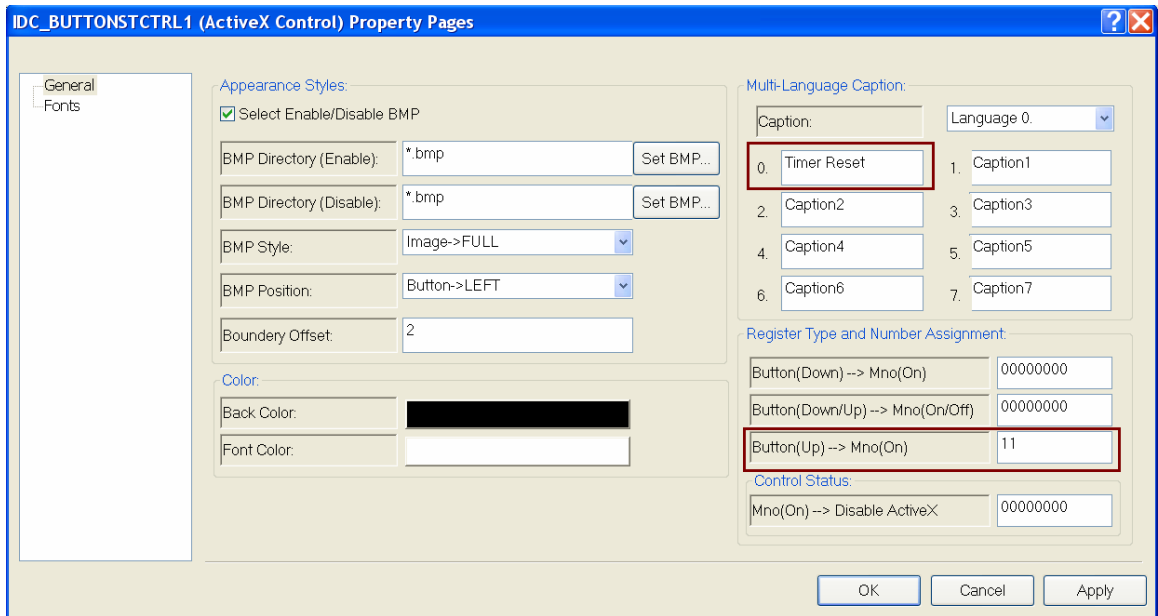 IDC_BUTTONSTCTRL1 (ActiveX Control) Property Pages
General
Fonts
Appearance Styles:
Select Enable/Disable BMP
BMP Directory (Enable): *.bmp Set BMP...
BMP Directory (Disable): *.bmp Set BMP...
BMP Style: Image->FULL
BMP Position: Button->LEFT
Boundery Offset: 2
Color:
Back Color:
Font Color:
Multi-Language Caption:
Caption: Language 0.
0. Timer Reset 1. Caption1
2. Caption2 3. Caption3
4. Caption4 5. Caption5
6. Caption6 7. Caption7
Register Type and Number Assignment:
Button(Down) --> Mno(On) 00000000
Button(Down/Up) --> Mno(On/Off) 00000000
Button(Up) --> Mno(On) 11
Control Status:
Mno(On) --> Disable ActiveX 00000000
OK Cancel Apply